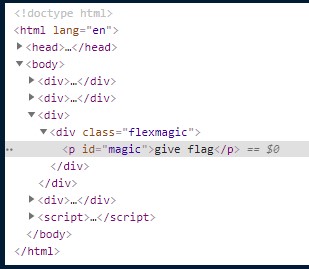 <!doctype html>
<html lang="en">
<head>…</head>
<body>
<div>…</div>
<div>…</div>
<div>
<div class="flexmagic">
<p id="magic">give flag</p> == $0
</div>
</div>
<div>…</div>
<script>…</script>
</body>
</html>